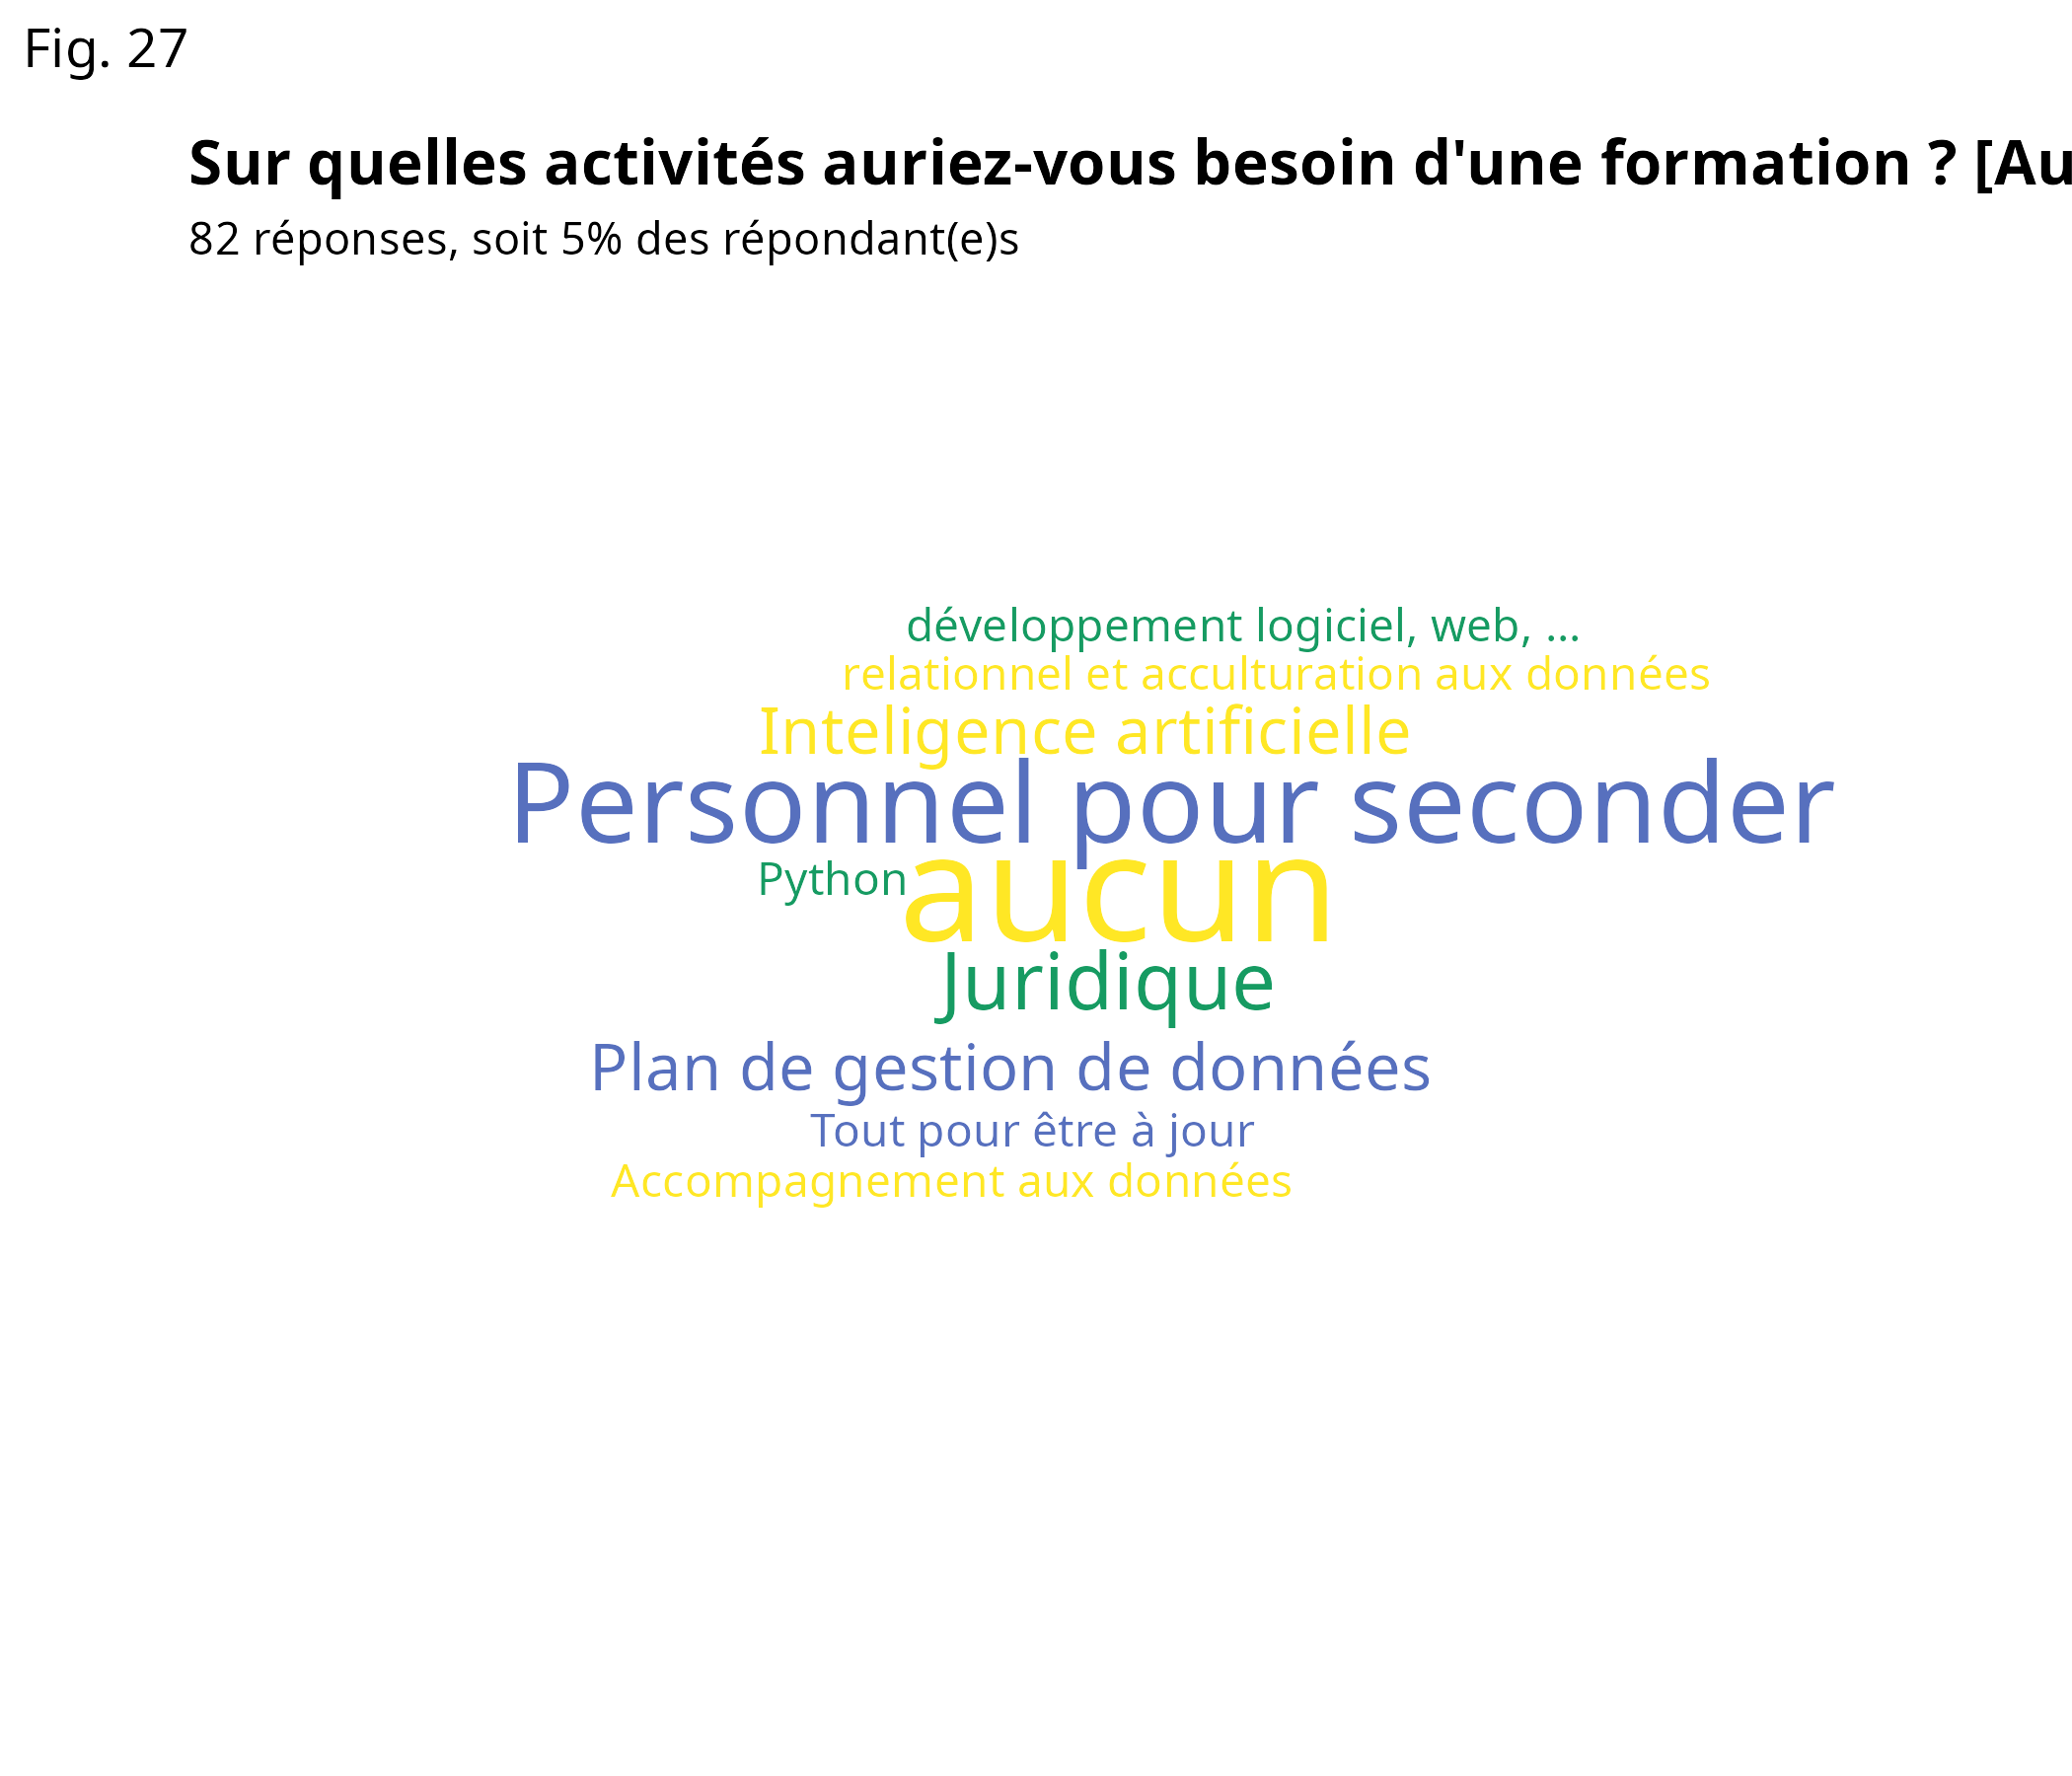 Fig. 27
Sur quelles activités auriez-vous besoin d'une formation ? [Au
82 réponses, soit 5% des répondant(e)s
développement logiciel, web, ...
relationnel et acculturation aux données
Inteligence artificielle
Personnel pour seconder
Python
aucun
Juridique
Plan de gestion de données
Tout pour être à jour
Accompagnement aux données